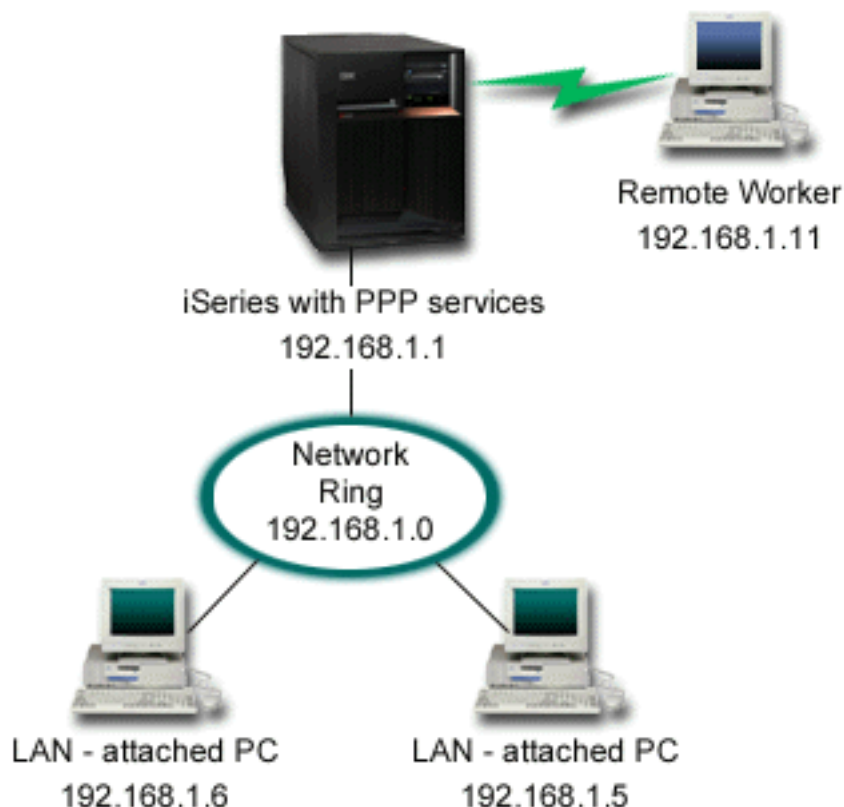 Remote Worker
192.168.1.11
iSeries with PPP services
192.168.1.1
Network
Ring
192.168.1.0
LAN - attached PC
192.168.1.6
LAN - attached PC
192.168.1.5